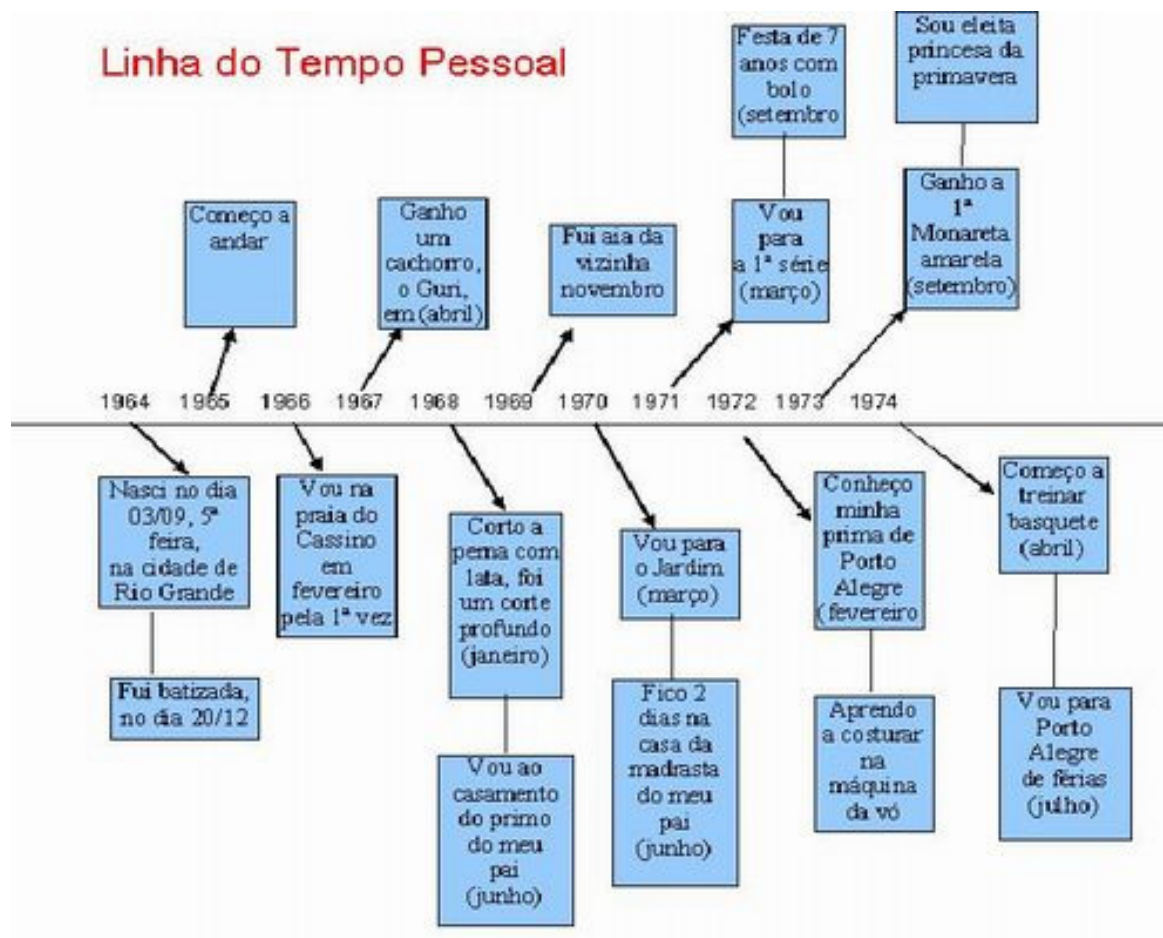 Linha do Tempo Pessoal
Festa de 7
anos com
bolo
(setembro
Sou eleita
princesa da
primavera
Começo a
andar
Ganho
um
cachorro,
o Guri,
em (abril)
Fui aia da
vizinha
novembro
Vou
para
a 1ª série
(março)
Ganho a
1ª
Monareta
amarela
(setembro)
1964 1965 1966 1967 1968 1969 1970 1971 1972 1973 1974
Nasci no dia
03/09, 5ª
feira,
na cidade de
Rio Grande
Fui batizada,
no dia 20/12
Vou na
praia do
Cassino
em
fevereiro
pela 1ª vez
Corto a
perna com
lata, foi
um corte
profundo
(janeiro)
Vou ao
casamento
do primo
do meu
pai
(junho)
Vou para
o Jardim
(março)
Fico 2
dias na
casa da
madrasta
do meu
pai
(junho)
Conheço
minha
prima de
Porto
Alegre
(fevereiro
Aprendo
a costurar
na
máquina
da vó
Começo a
treinar
basquete
(abril)
Vou para
Porto
Alegre
de férias
(julho)